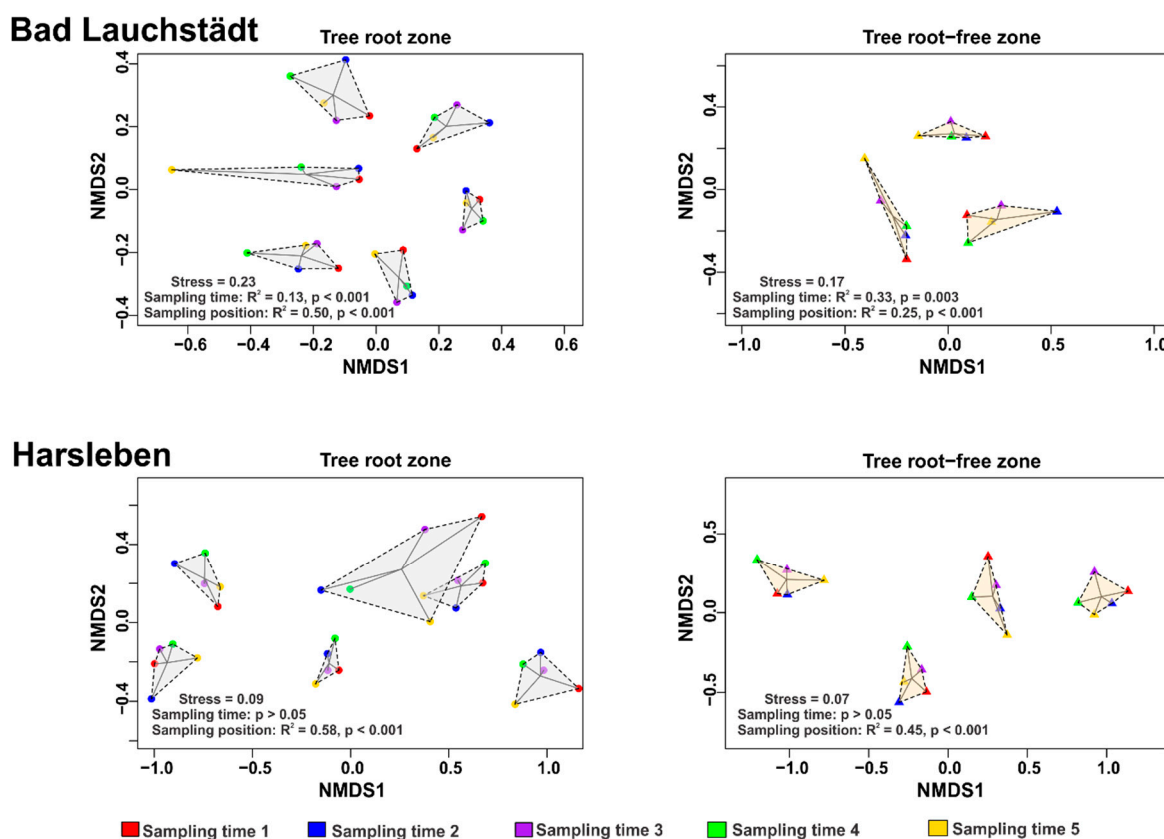 Bad Lauchstädt
Tree root zone
Tree root-free zone
NMDS2
0.4
0.2
0.0
−0.2
−0.4
Stress = 0.23
Sampling time: R² = 0.13, p < 0.001
Sampling position: R² = 0.50, p < 0.001
−0.6 −0.4 −0.2 0.0 0.2 0.4 0.6
NMDS1
NMDS2
0.4
0.0
−0.4
Stress = 0.17
Sampling time: R² = 0.33, p = 0.003
Sampling position: R² = 0.25, p < 0.001
−1.0 −0.5 0.0 0.5 1.0
NMDS1
Harsleben
Tree root zone
Tree root-free zone
NMDS2
0.4
0.0
−0.4
Stress = 0.09
Sampling time: p > 0.05
Sampling position: R² = 0.58, p < 0.001
−1.0 −0.5 0.0 0.5 1.0
NMDS1
NMDS2
0.5
0.0
−0.5
Stress = 0.07
Sampling time: p > 0.05
Sampling position: R² = 0.45, p < 0.001
−1.0 −0.5 0.0 0.5 1.0
NMDS1
Sampling time 1 Sampling time 2 Sampling time 3 Sampling time 4 Sampling time 5